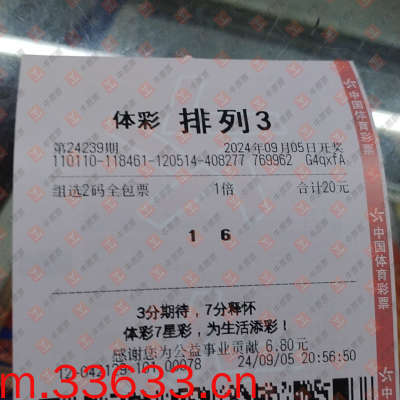 体彩 排列3
第24239期 2024年09月05日开奖
110110-118461-120514-408277 769962 G4qxfA
组选2码全包票 1倍 合计20元
1 6
3分期待，7分释怀
体彩7星彩，为生活添彩！
感谢您为公益事业贡献 6.80元
12-042129-101 00078 24/09/05 20:56:50
中国体育彩票
中国体育彩票
m.33633.cn